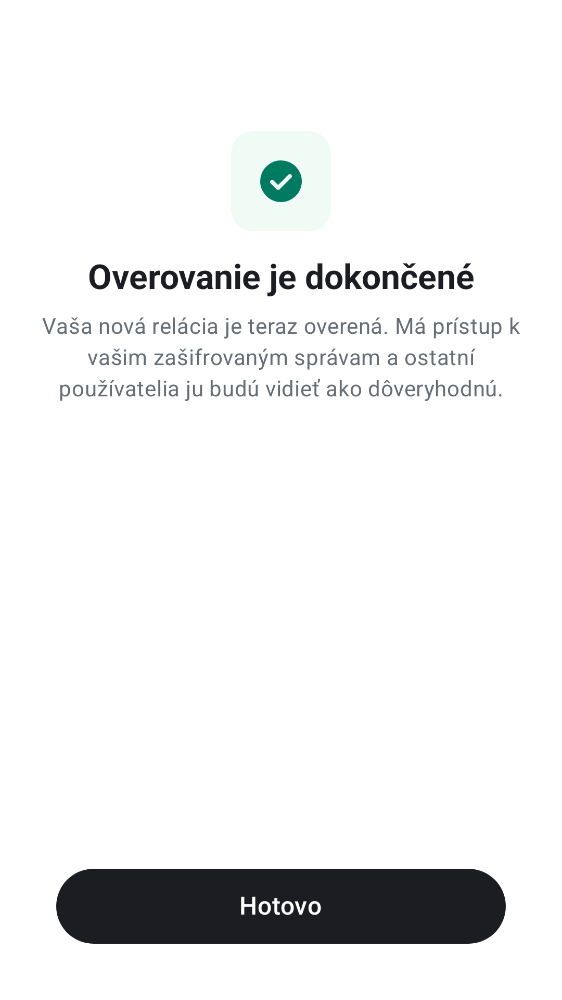 Overovanie je dokončené
Vaša nová relácia je teraz overená. Má prístup k
vašim zašifrovaným správam a ostatní
používatelia ju budú vidieť ako dôveryhodnú.
Hotovo